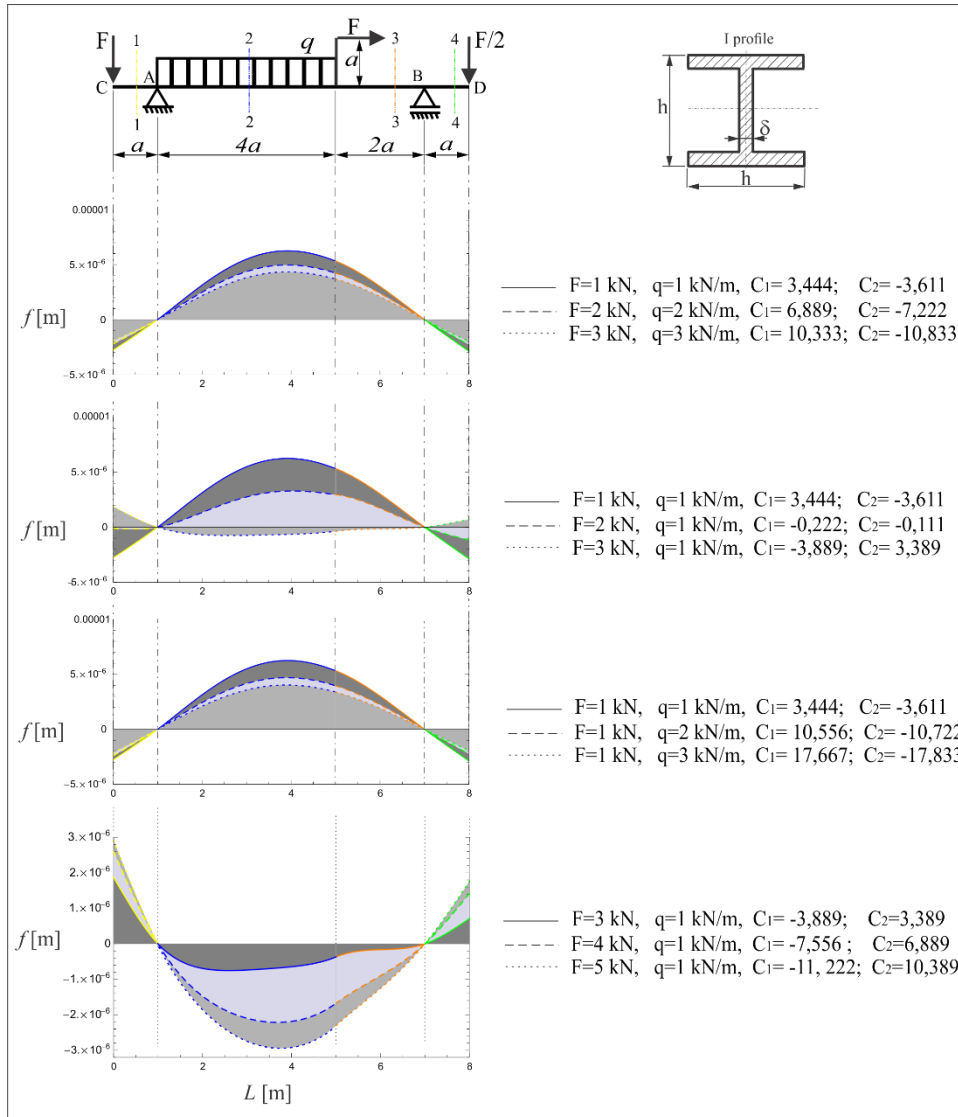 F
1
2
q
F
3
4
F/2
a
C
A
B
D
1
2
3
4
a
4a
2a
a
I profile
h
δ
h
0.00001
5.×10⁻⁶
0
-5.×10⁻⁶
0 2 4 6 8
f [m]
F=1 kN, q=1 kN/m, C₁= 3,444; C₂= -3,611
F=2 kN, q=2 kN/m, C₁= 6,889; C₂= -7,222
F=3 kN, q=3 kN/m, C₁= 10,333; C₂= -10,833
0.00001
5.×10⁻⁶
0
-5.×10⁻⁶
0 2 4 6 8
f [m]
F=1 kN, q=1 kN/m, C₁= 3,444; C₂= -3,611
F=2 kN, q=1 kN/m, C₁= -0,222; C₂= -0,111
F=3 kN, q=1 kN/m, C₁= -3,889; C₂= 3,389
0.00001
5.×10⁻⁶
0
-5.×10⁻⁶
0 2 4 6 8
f [m]
F=1 kN, q=1 kN/m, C₁= 3,444; C₂= -3,611
F=1 kN, q=2 kN/m, C₁= 10,556; C₂= -10,722
F=1 kN, q=3 kN/m, C₁= 17,667; C₂= -17,833
3.×10⁻⁶
2.×10⁻⁶
1.×10⁻⁶
0
-1.×10⁻⁶
-2.×10⁻⁶
-3.×10⁻⁶
0 2 4 6 8
f [m]
F=3 kN, q=1 kN/m, C₁= -3,889; C₂=3,389
F=4 kN, q=1 kN/m, C₁= -7,556 ; C₂=6,889
F=5 kN, q=1 kN/m, C₁= -11, 222; C₂=10,389
L [m]